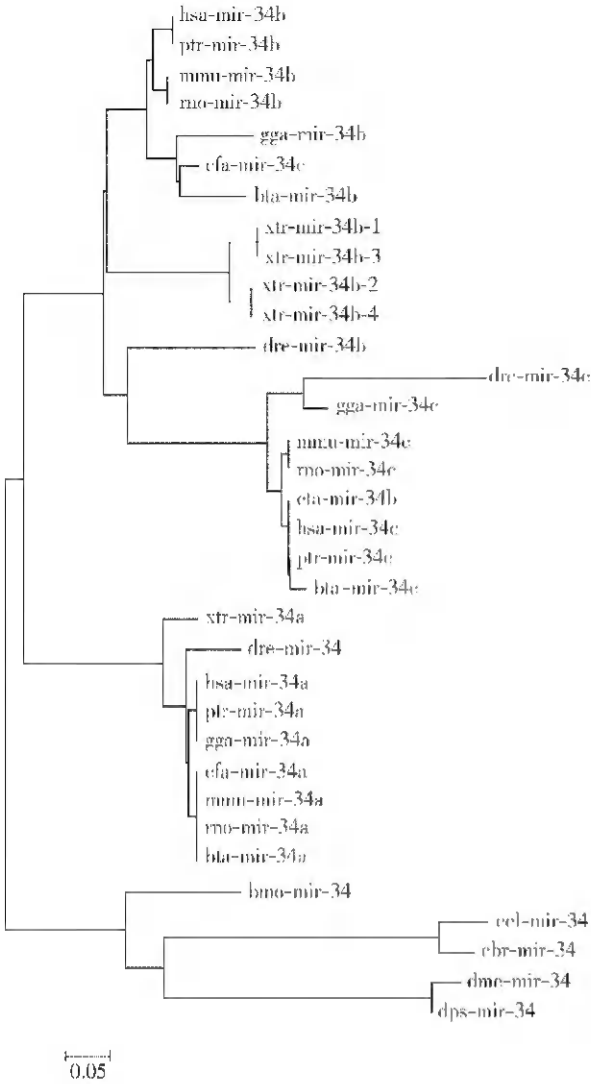 hsa-mir-34b
ptr-mir-34b
mmu-mir-34b
rno-mir-34b
gga-mir-34b
cfa-mir-34c
bta-mir-34b
xtr-mir-34b-1
xtr-mir-34b-3
xtr-mir-34b-2
xtr-mir-34b-4
dre-mir-34b
dre-mir-34c
gga-mir-34c
mmu-mir-34c
rno-mir-34c
cfa-mir-34b
hsa-mir-34c
ptr-mir-34c
bta-mir-34c
xtr-mir-34a
dre-mir-34
hsa-mir-34a
ptr-mir-34a
gga-mir-34a
cfa-mir-34a
mmu-mir-34a
rno-mir-34a
bta-mir-34a
bmo-mir-34
cel-mir-34
cbr-mir-34
dme-mir-34
dps-mir-34
0.05